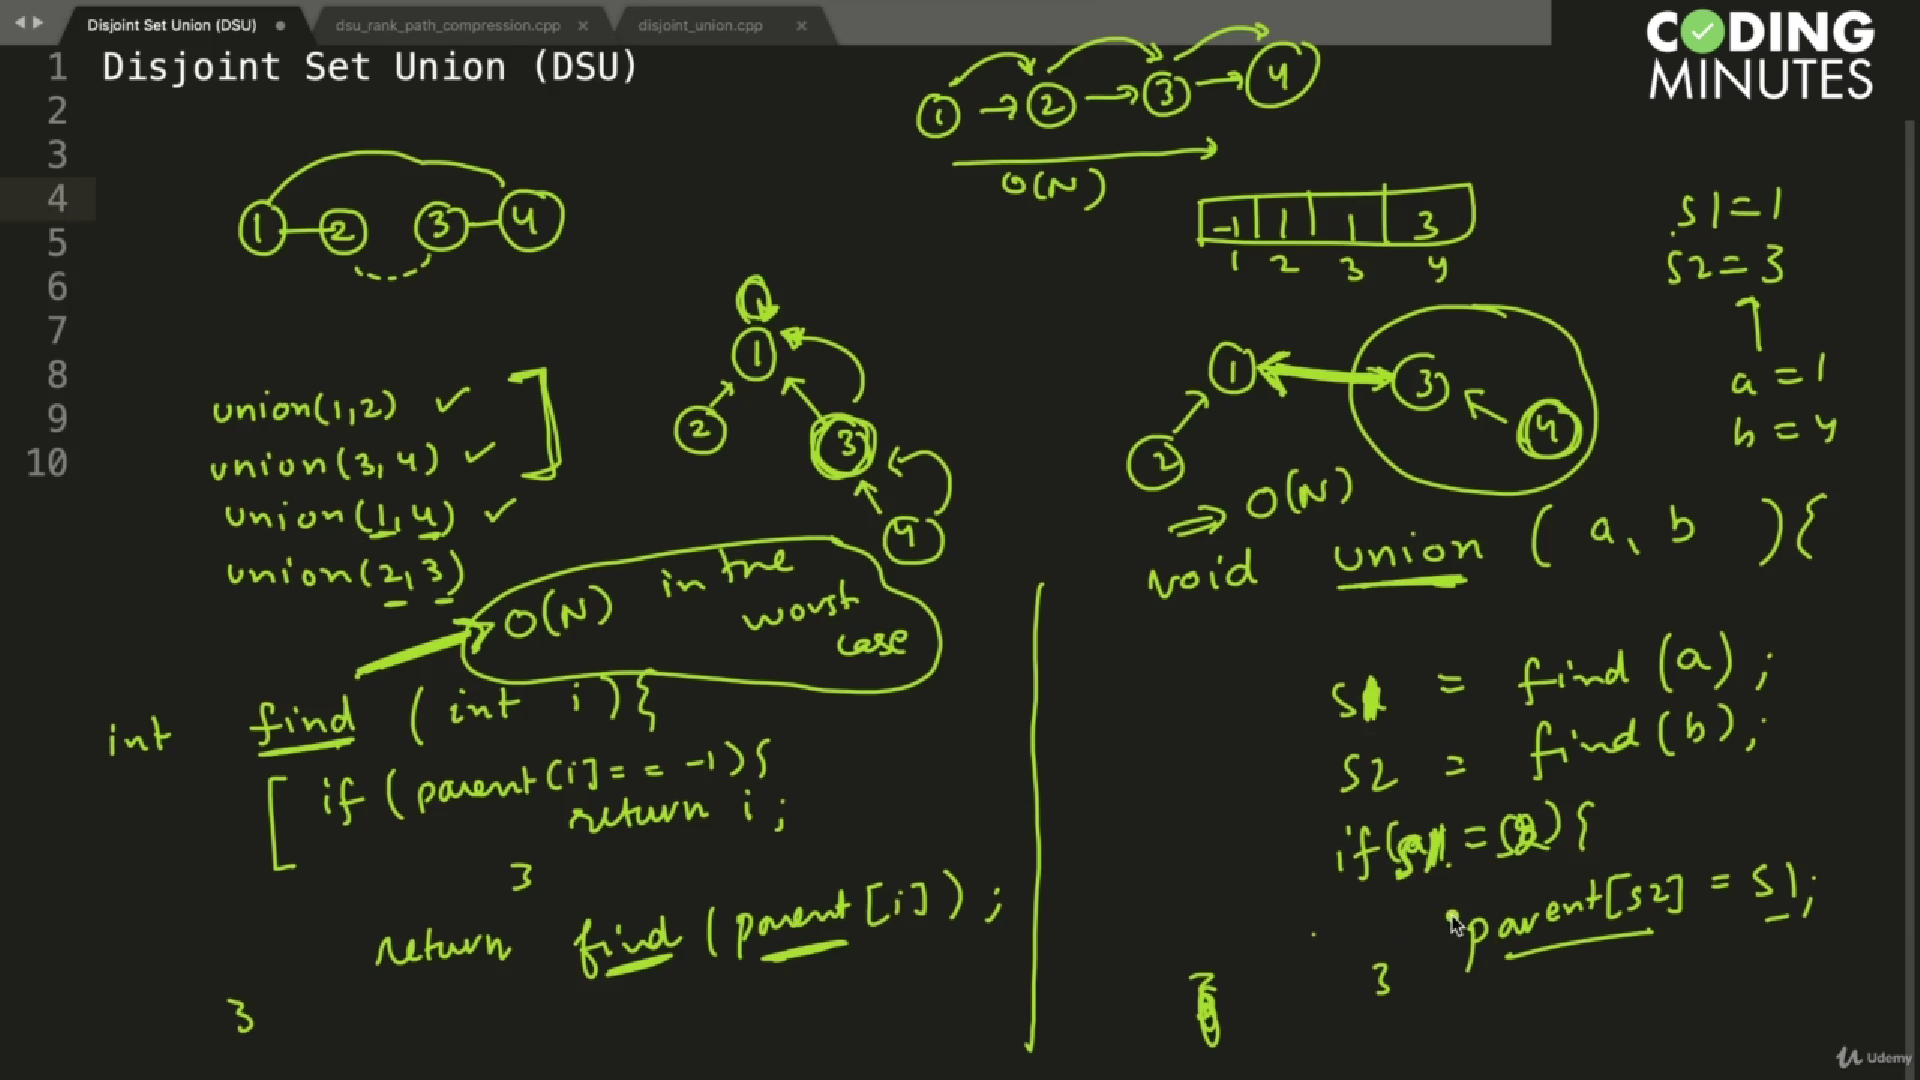 Disjoint Set Union (DSU)
dsu_rank_path_compression.cpp ×
disjoint_union.cpp ×
CODING
MINUTES
1 Disjoint Set Union (DSU)
2
3
4
5
6
7
8
9
10
1 → 2 → 3 → 4
O(N)
1 2 3 4
-1 1 1 3
1 2 3 4
s1=1
s2=3
a=1
b=4
1
2 3
4
1 3
2 4
union(1,2) ✓
union(3,4) ✓
union(1,4) ✓
union(2,3)
O(N) in the
worst
case
int find (int i){
if (parent[i]== -1){
return i;
}
return find (parent[i]);
}
⇒ O(N)
void union (a, b){
s1 = find(a);
s2 = find(b);
parent[s2] = s1;
}
Udemy